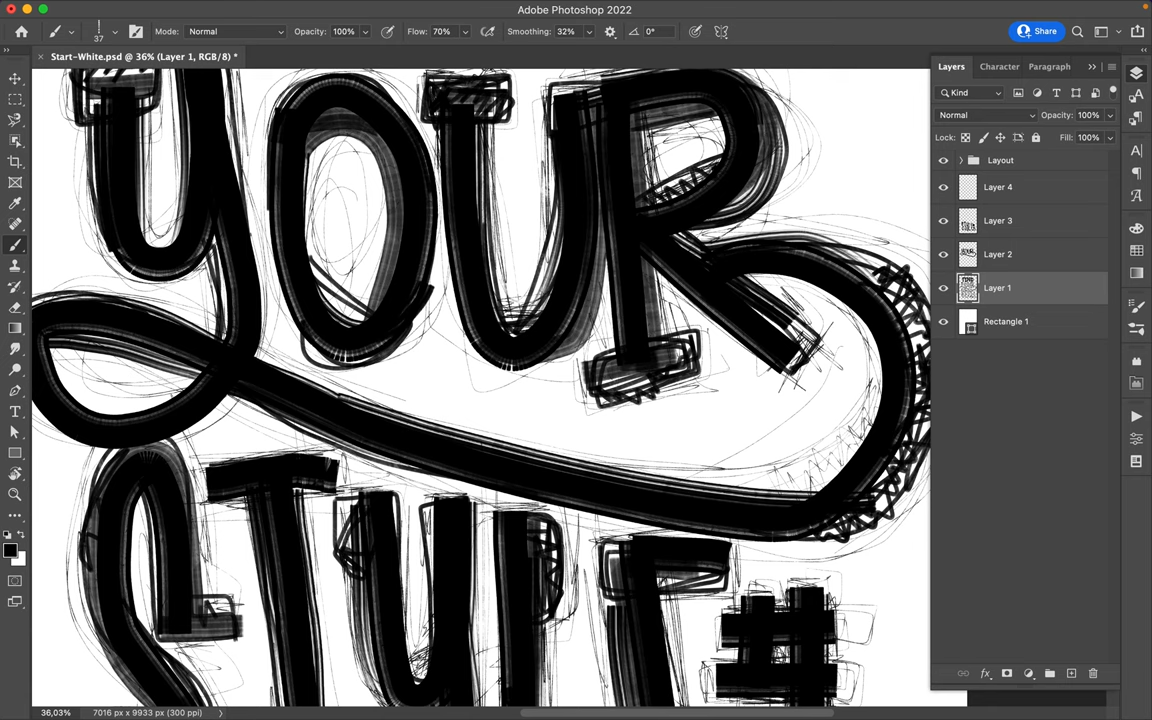 Adobe Photoshop 2022
37
Mode: Normal Opacity: 100% Flow: 70% Smoothing: 32% 0° Share
× Start-White.psd @ 36% (Layer 1, RGB/8) *
Layers Character Paragraph
Kind
Normal Opacity: 100%
Lock: Fill: 100%
Layout
Layer 4
Layer 3
Layer 2
Layer 1
Rectangle 1
YOUR
STUFF
#
36,03% 7016 px x 9933 px (300 ppi)